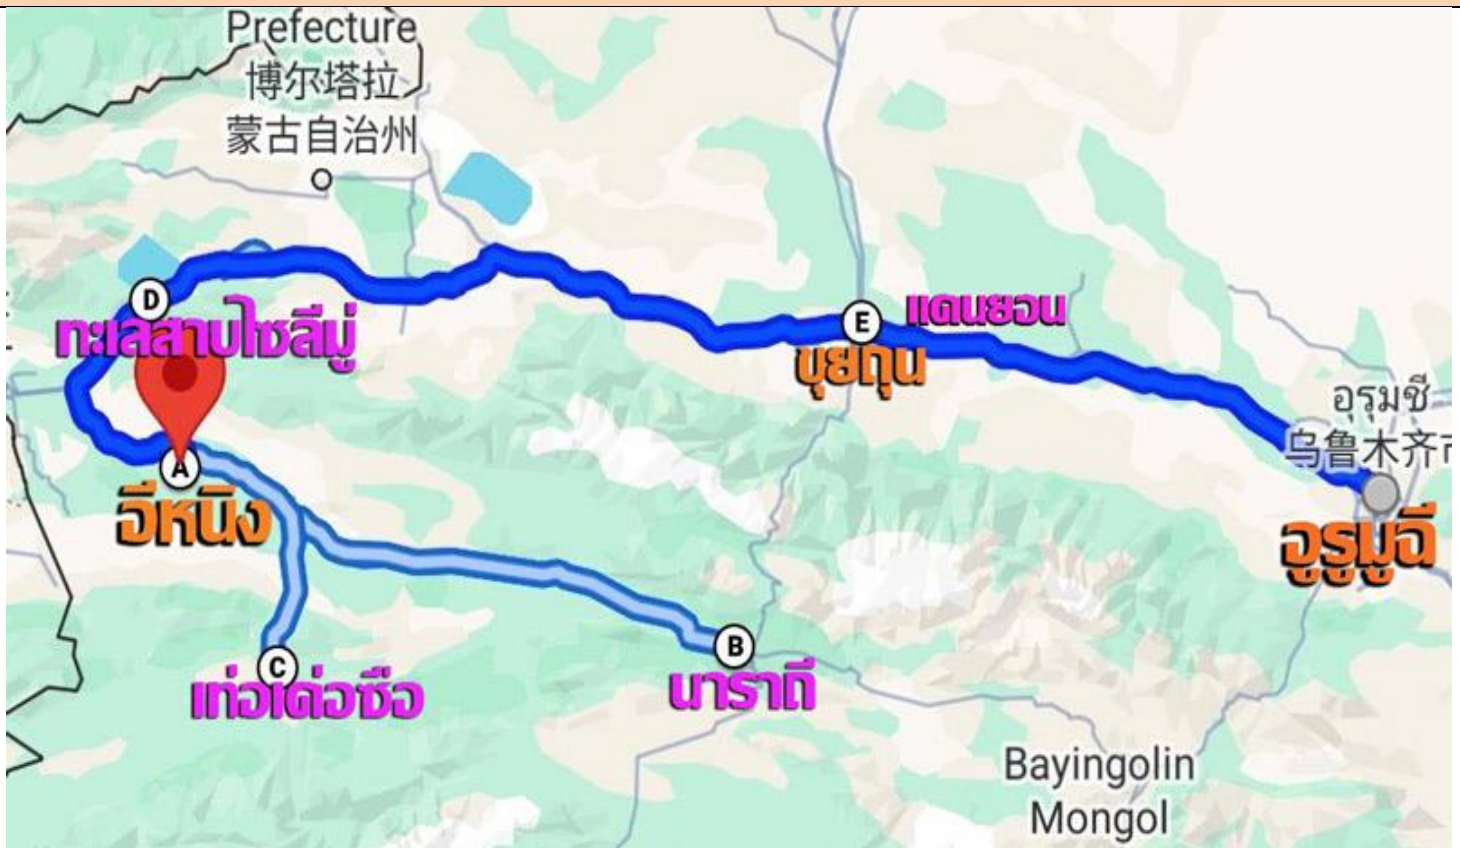 Prefecture
博尔塔拉
蒙古自治州
D
ทะเลสาบไซลีมู่
E
แดนยอน
ขุยถุน
อุรุมชี
乌鲁木齐市
A
อีหนิง
อูรูมูฉี
B
นาราถี
C
เท่อเค่อซือ
Bayingolin
Mongol